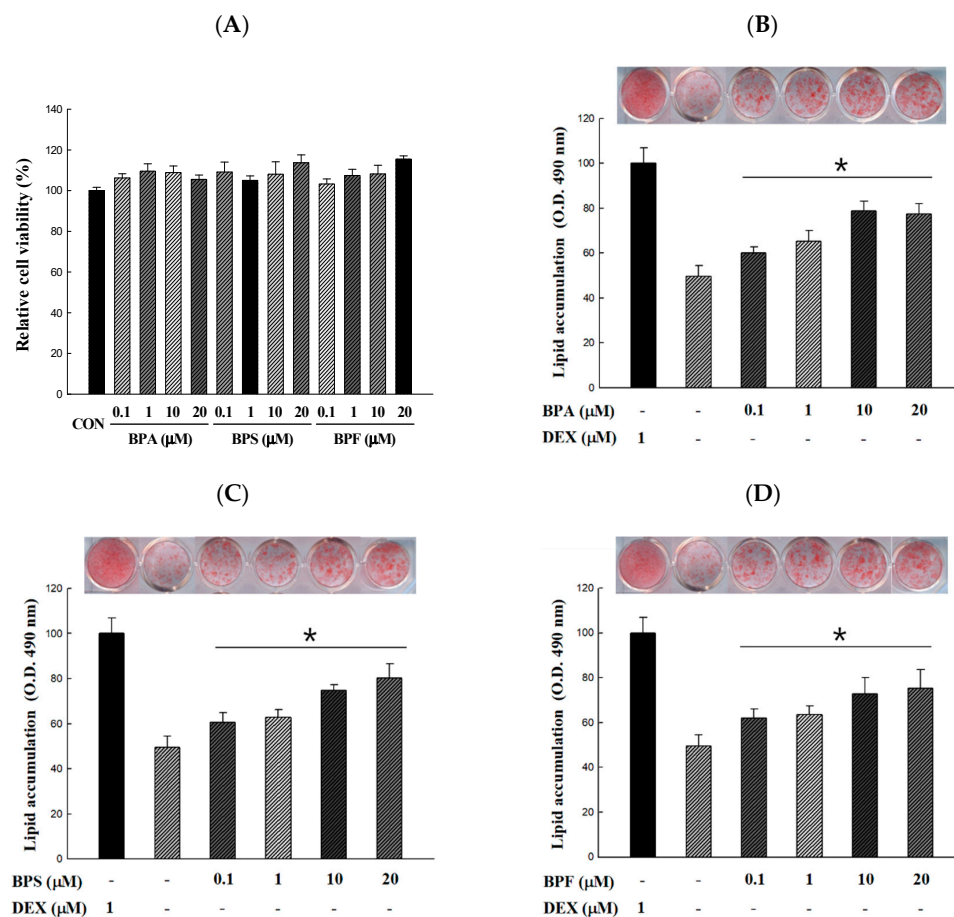 (A)
Relative cell viability (%)
140
120
100
80
60
40
20
0
CON
0.1 1 10 20 0.1 1 10 20 0.1 1 10 20
BPA (μM) BPS (μM) BPF (μM)
(B)
Lipid accumulation (O.D. 490 nm)
120
100
80
60
40
20
0
*
BPA (μM) - - 0.1 1 10 20
DEX (μM) 1 - - - - -
(C)
Lipid accumulation (O.D. 490 nm)
120
100
80
60
40
20
0
*
BPS (μM) - - 0.1 1 10 20
DEX (μM) 1 - - - - -
(D)
Lipid accumulation (O.D. 490 nm)
120
100
80
60
40
20
0
*
BPF (μM) - - 0.1 1 10 20
DEX (μM) 1 - - - - -